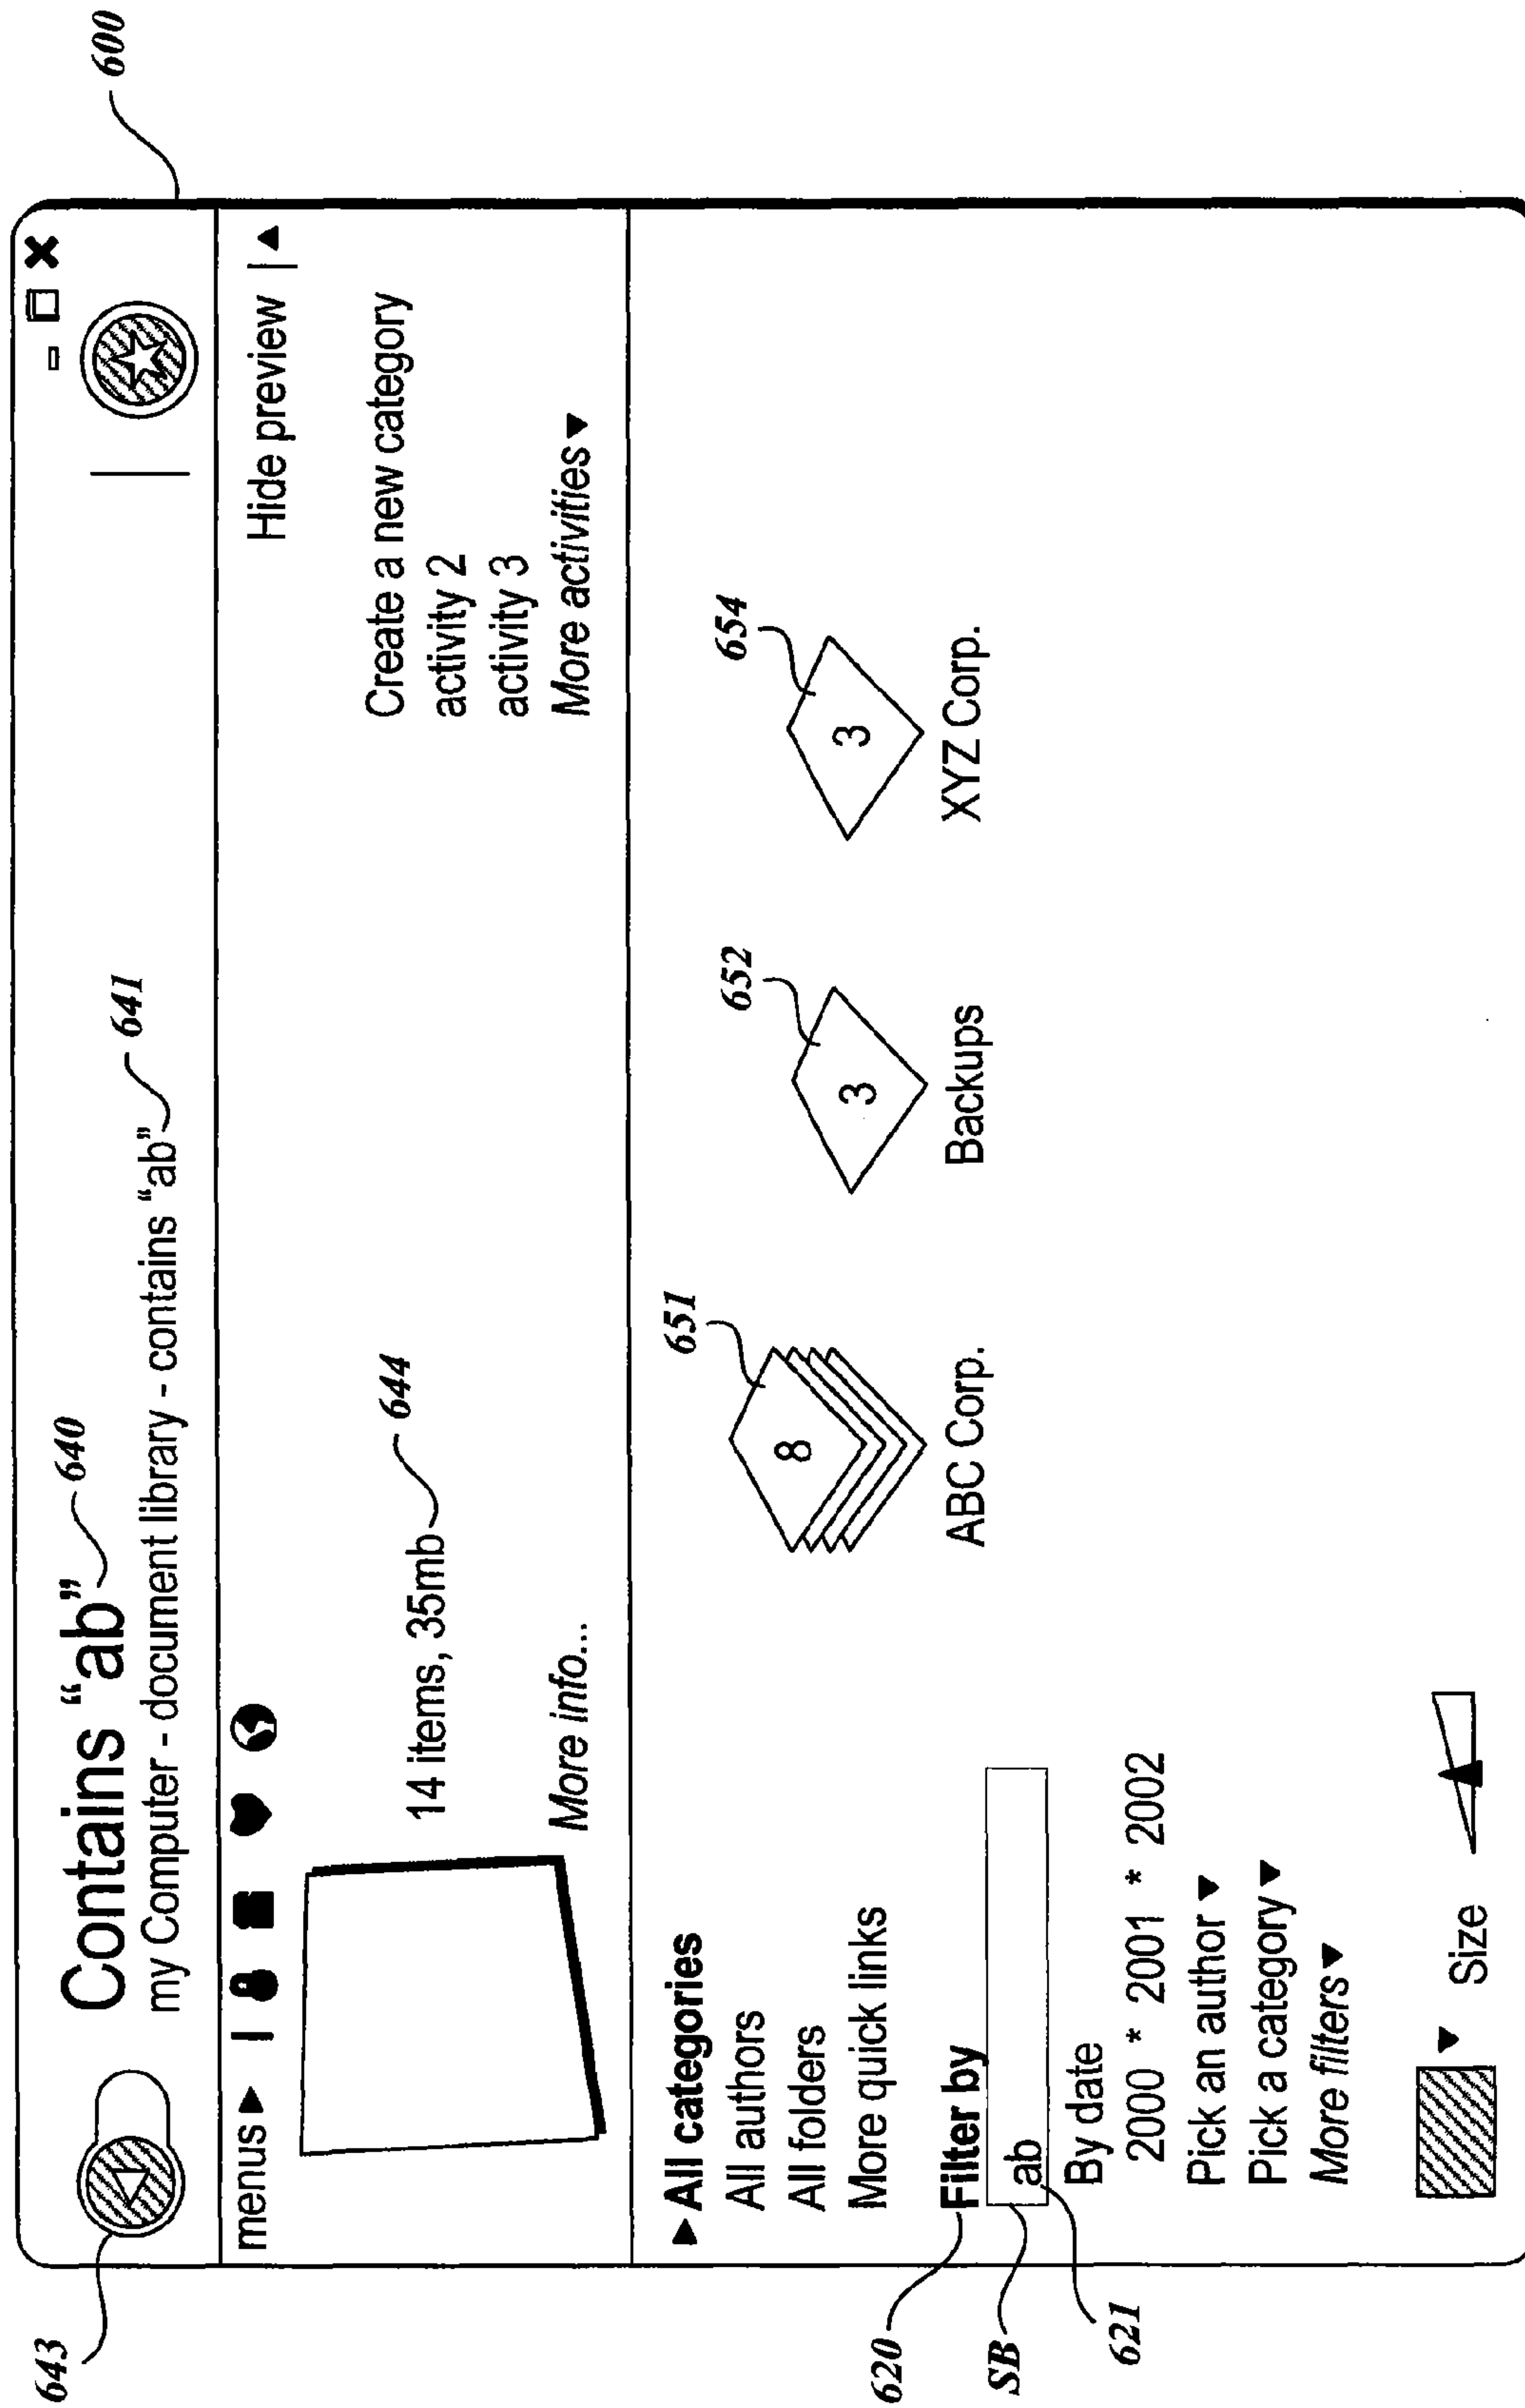 600
643
Contains “ab”
640
my Computer - document library - contains “ab”
641
menus
Hide preview
14 items, 35mb
644
More info...
Create a new category
activity 2
activity 3
More activities
All categories
All authors
All folders
More quick links
620
Filter by
SB
ab
621
By date
2000 * 2001 * 2002
Pick an author
Pick a category
More filters
Size
651
8
ABC Corp.
652
3
Backups
654
3
XYZ Corp.